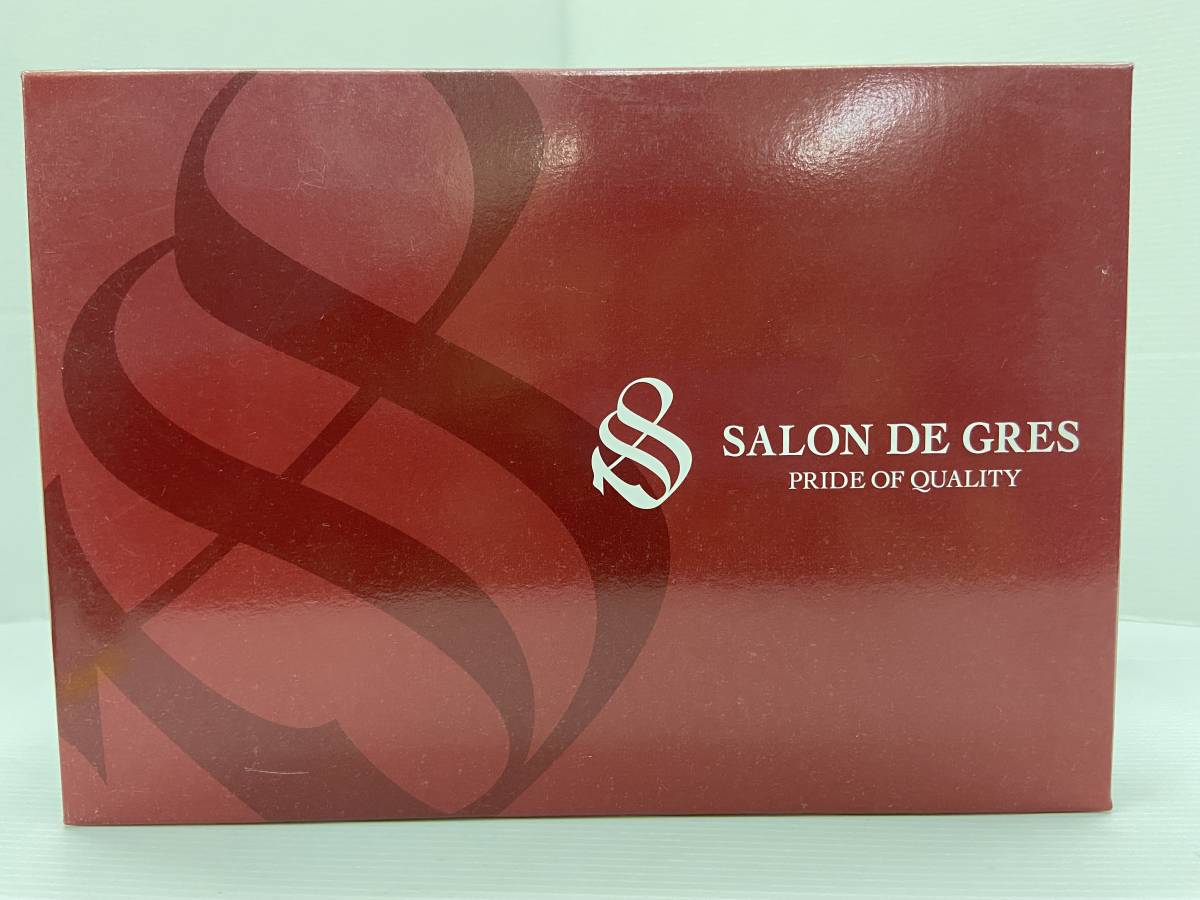 SALON DE GRES
PRIDE OF QUALITY